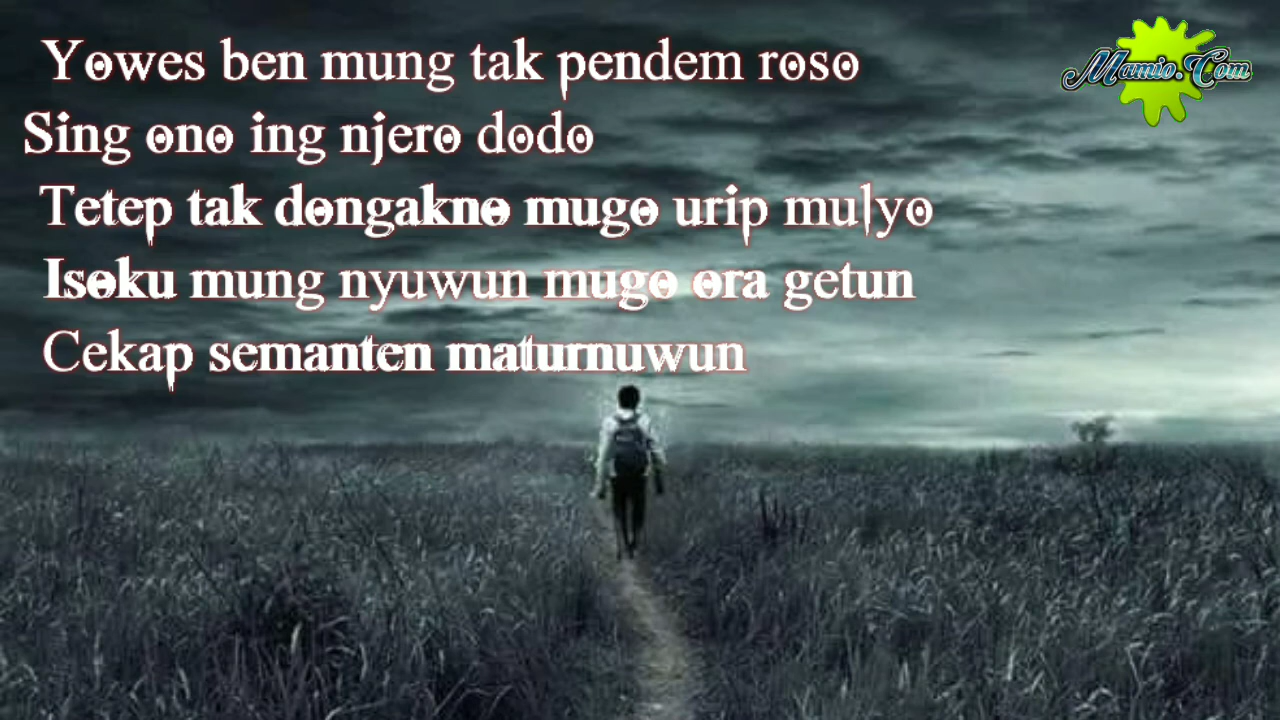 Yowes ben mung tak pendem roso
Mamio.Com
Sing ono ing njero dodo
Tetep tak dongakno mugo urip mulyo
Isoku mung nyuwun mugo ora getun
Cekap semanten maturnuwun